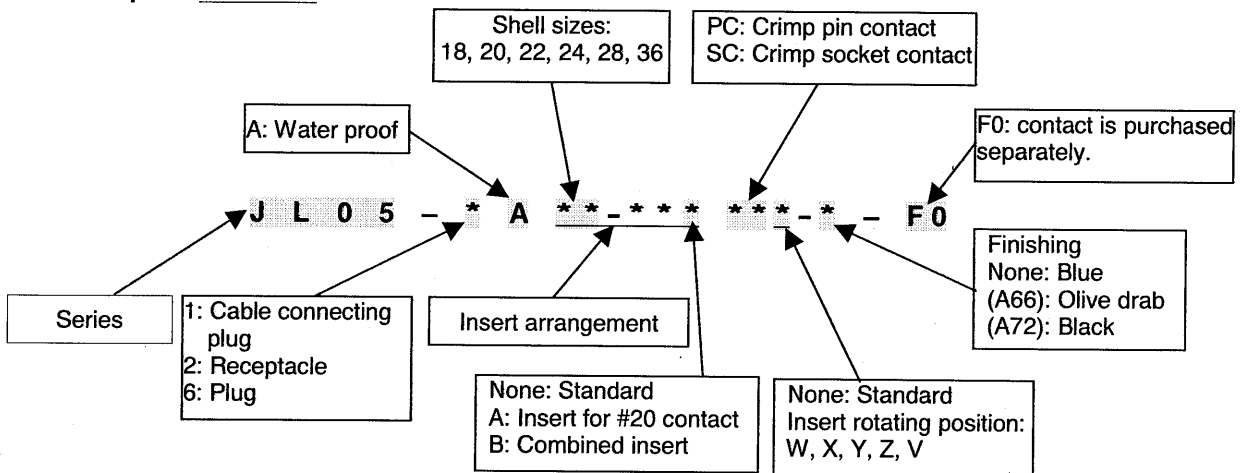 Shell sizes:
18, 20, 22, 24, 28, 36
PC: Crimp pin contact
SC: Crimp socket contact
A: Water proof
F0: contact is purchased
separately.
J L 0 5 – * A **-*** ***-* – F0
Series
1: Cable connecting
plug
2: Receptacle
6: Plug
Insert arrangement
Finishing
None: Blue
(A66): Olive drab
(A72): Black
None: Standard
A: Insert for #20 contact
B: Combined insert
None: Standard
Insert rotating position:
W, X, Y, Z, V